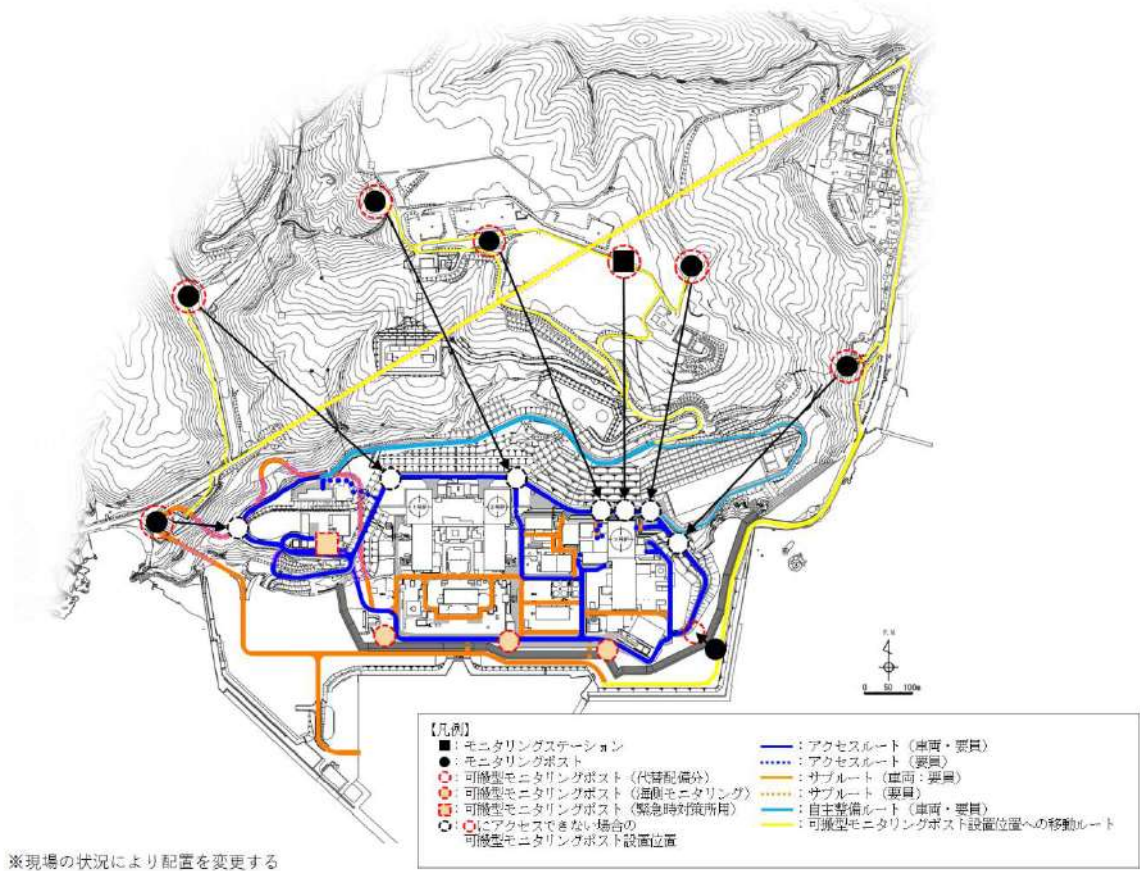 1号炉
2号炉
3号炉
P.N
0 50 100m
【凡例】
■：モニタリングステーション
●：モニタリングポスト
：可搬型モニタリングポスト（代替配備分）
：可搬型モニタリングポスト（海側モニタリング）
：可搬型モニタリングポスト（緊急時対策所用）
：にアクセスできない場合の
可搬型モニタリングポスト設置位置
：アクセスルート（車両・要員）
：アクセスルート（要員）
：サブルート（車両・要員）
：サブルート（要員）
：自主整備ルート（車両・要員）
：可搬型モニタリングポスト設置位置への移動ルート
※現場の状況により配置を変更する